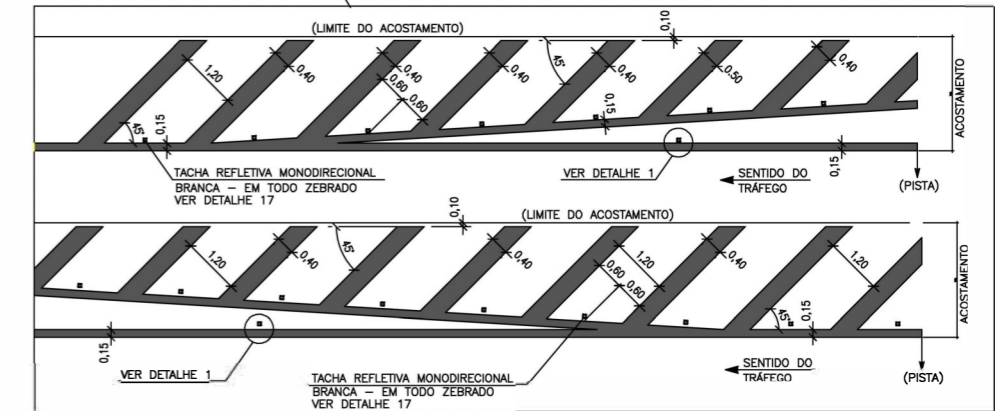 (LIMITE DO ACOSTAMENTO)
0,10
1,20
0,40
0,40
0,60
0,60
0,40
45°
0,40
0,15
0,50
0,40
45°
0,15
0,15
ACOSTAMENTO
TACHA REFLETIVA MONODIRECIONAL
BRANCA – EM TODO ZEBRADO
VER DETALHE 17
VER DETALHE 1
SENTIDO DO
TRÁFEGO
(PISTA)
0,10
(LIMITE DO ACOSTAMENTO)
1,20
0,40
45°
0,40
1,20
0,60
0,60
0,40
1,20
45°
0,15
0,15
ACOSTAMENTO
VER DETALHE 1
TACHA REFLETIVA MONODIRECIONAL
BRANCA – EM TODO ZEBRADO
VER DETALHE 17
SENTIDO DO
TRÁFEGO
(PISTA)